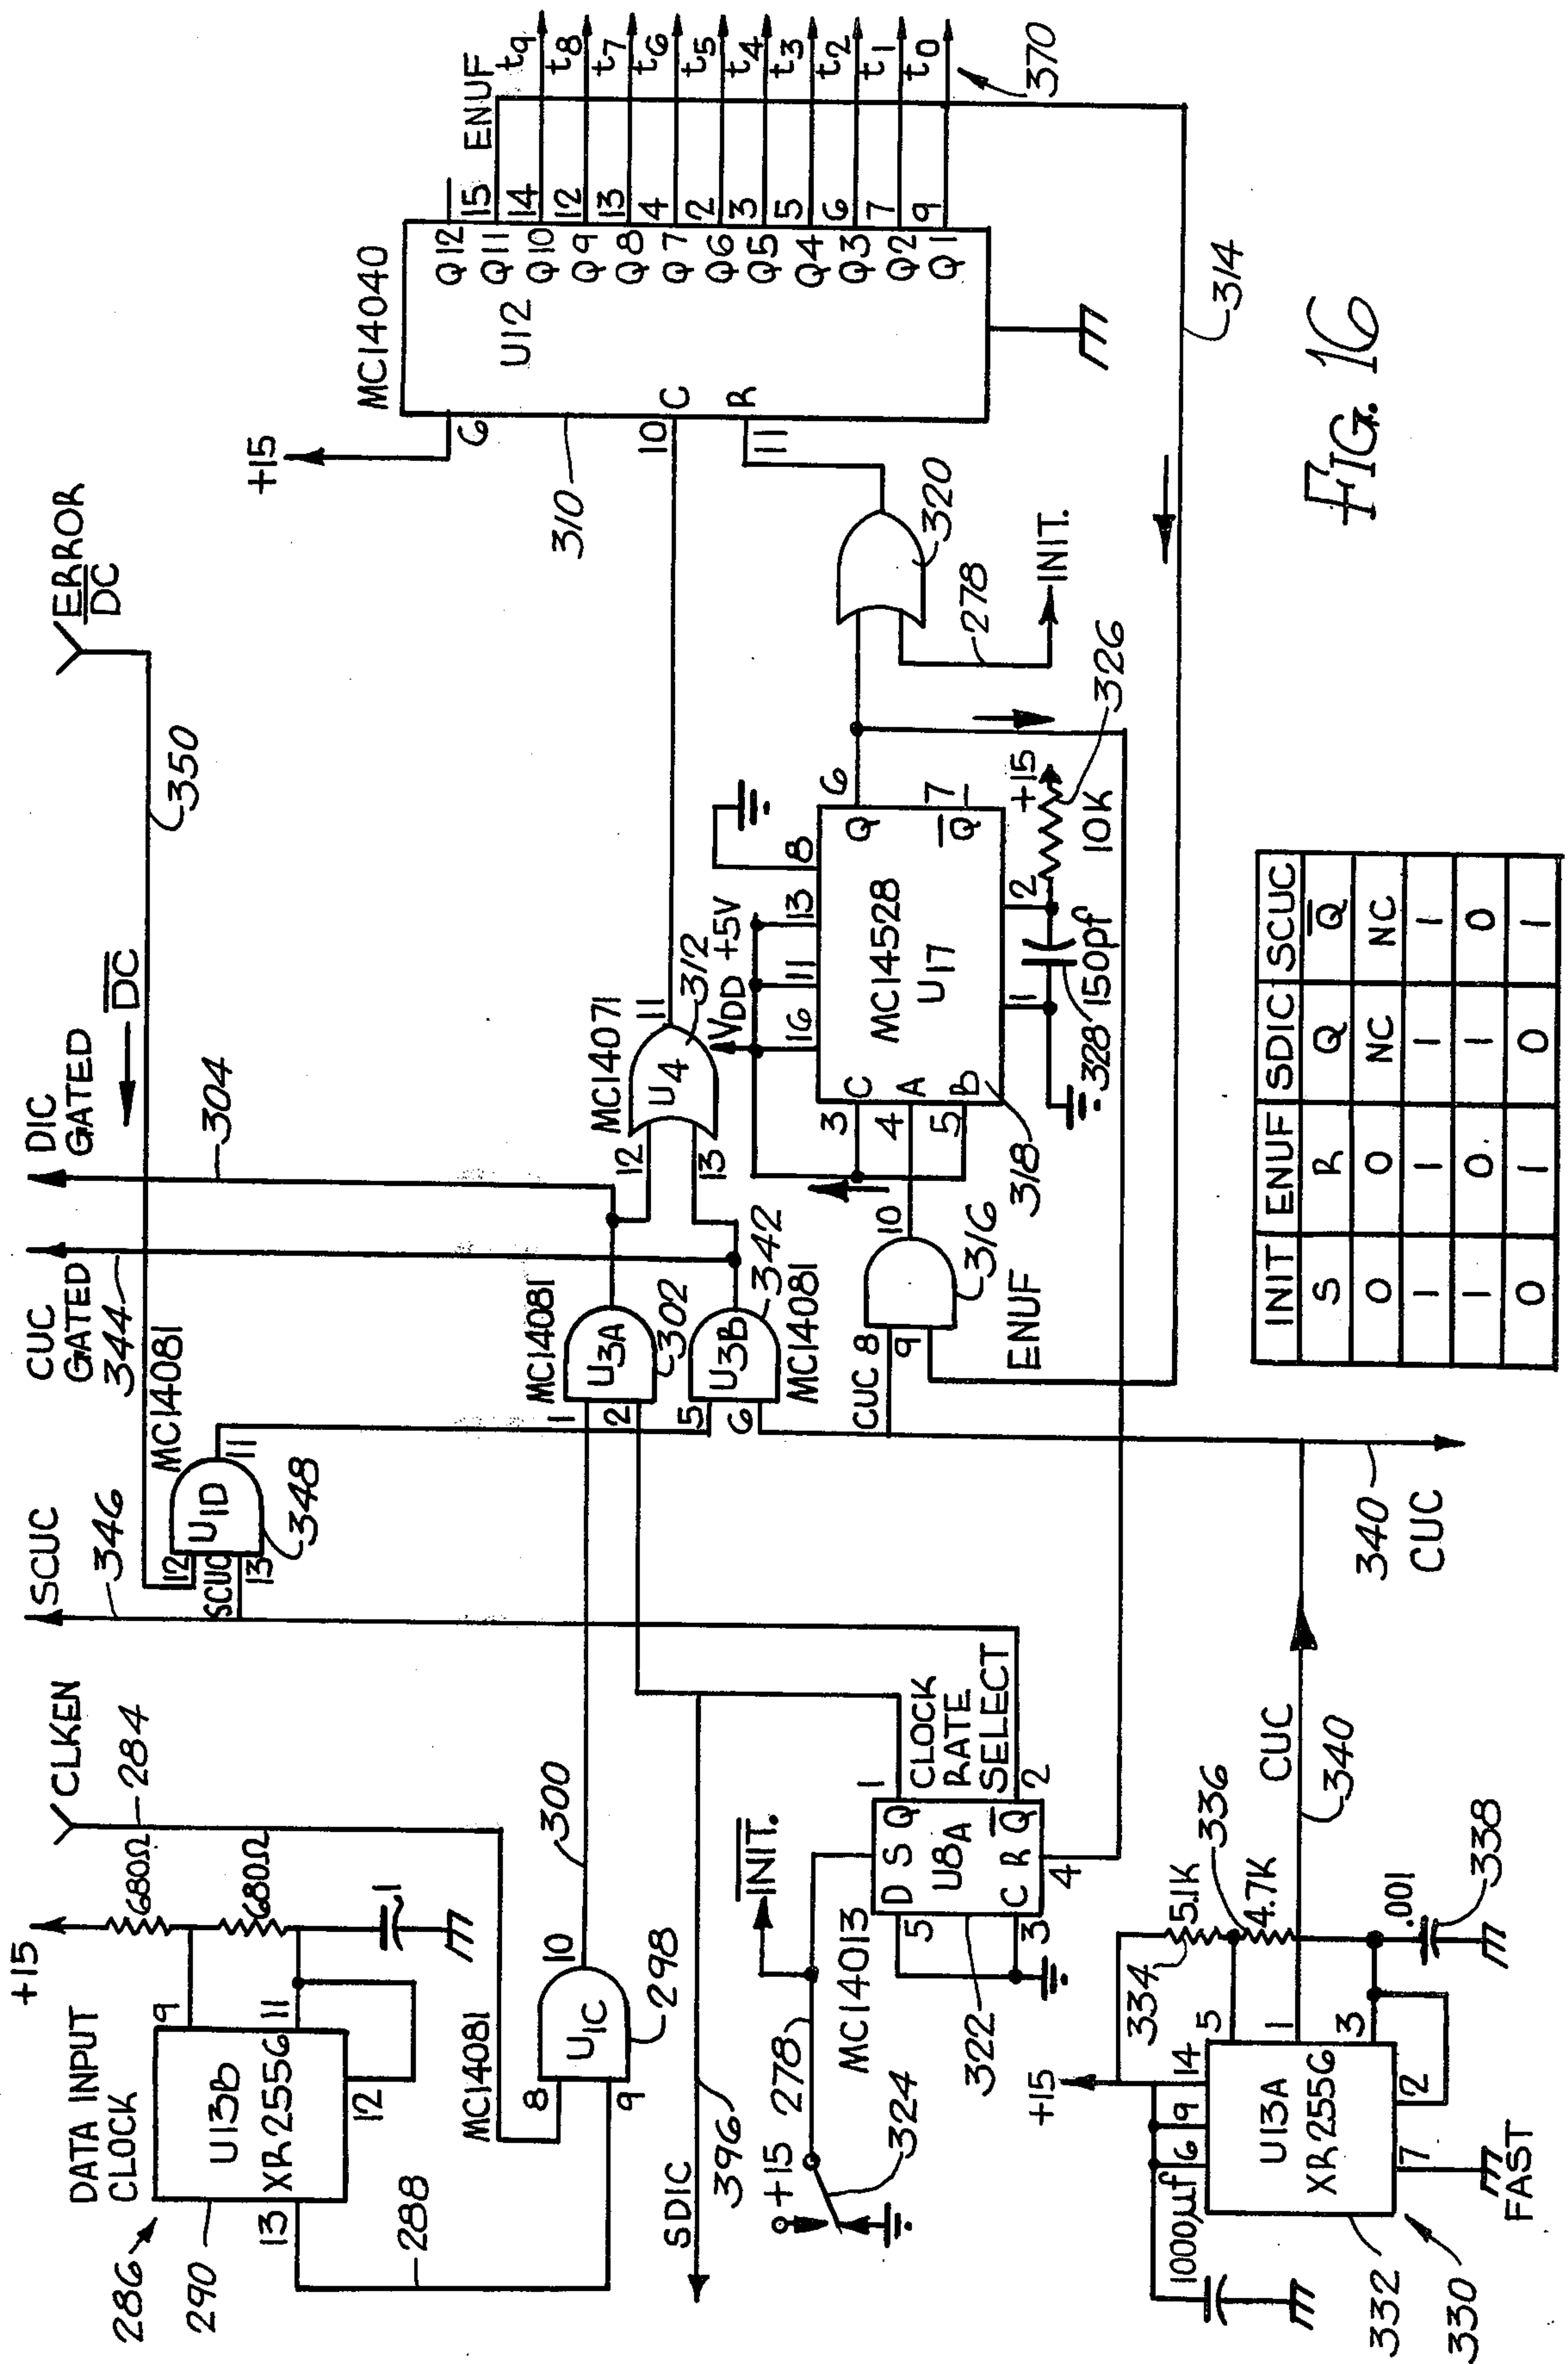 DATA INPUT
CLOCK
+15
680Ω
680Ω
.1
CLKEN
284
286
290
U13b
XR2556
9
11
12
13
288
MC14081
8
9
U1C
10
298
300
SCUC
346
MC14081
12
SCUC
13
U1D
11
348
CUC
GATED
344
DIC
GATED
304
DC
350
ERROR
DC
SDIC
396
MC14081
1
2
U3A
302
5
6
U3B
342
MC14081
MC14071
12
13
U4
11
312
+15
MC14040
U12
6
310
10
C
11
R
Q12
Q11
Q10
Q9
Q8
Q7
Q6
Q5
Q4
Q3
Q2
Q1
15
14
12
13
4
2
3
5
6
7
9
ENUF
t9
t8
t7
t6
t5
t4
t3
t2
t1
t0
370
314
+15
278
324
INIT.
MC14013
D S Q
U8A
C R Q
5
3
4
1
2
322
CLOCK
RATE
SELECT
CUC 8
9
10
316
ENUF
VDD +5V
16
11
13
8
3
C
4
A
5
B
MC14528
U17
Q
6
Q
7
1
2
318
328
150pf
10K
+15
326
320
278
INIT.
+15
1000µf
6
9
14
U13A
XR2556
5
1
3
2
7
FAST
332
330
334
5.1K
336
4.7K
.001
338
CUC
340
340
CUC
INIT ENUF SDIC SCUC
S R Q Q
0 0 NC NC
1 1 1 1
1 0 1 0
0 1 0 1
FIG. 16